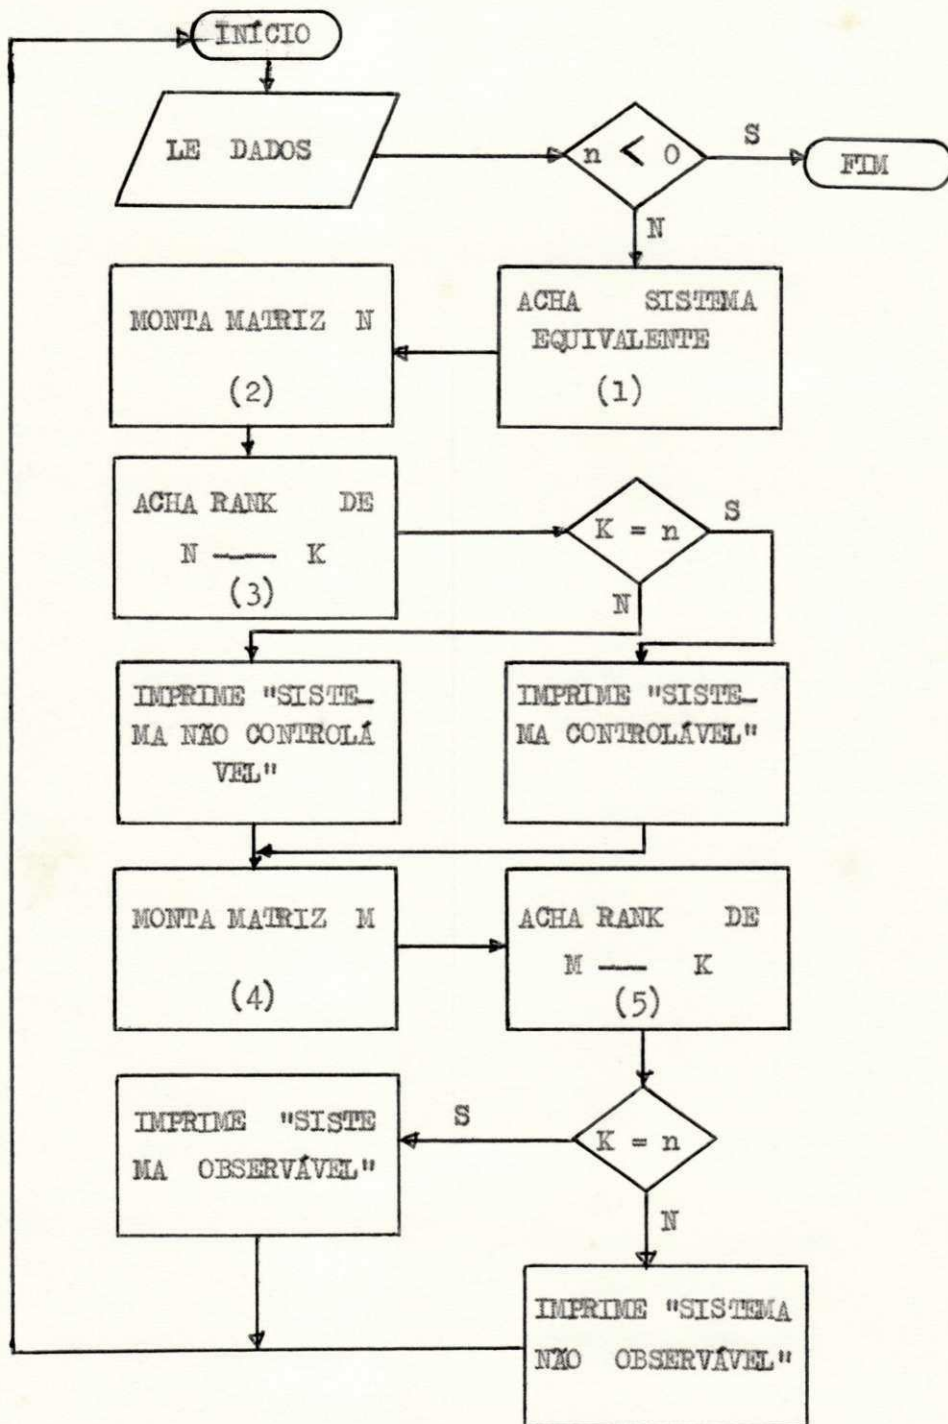 INÍCIO
LE DADOS
n < 0
S
FIM
N
ACHA SISTEMA
EQUIVALENTE
(1)
MONTA MATRIZ N
(2)
ACHA RANK DE
N —— K
(3)
K = n
S
N
IMPRIME "SISTE-
MA NÃO CONTROLÁ
VEL"
IMPRIME "SISTE-
MA CONTROLÁVEL"
MONTA MATRIZ M
(4)
ACHA RANK DE
M —— K
(5)
K = n
S
IMPRIME "SISTE
MA OBSERVÁVEL"
N
IMPRIME "SISTEMA
NÃO OBSERVÁVEL"